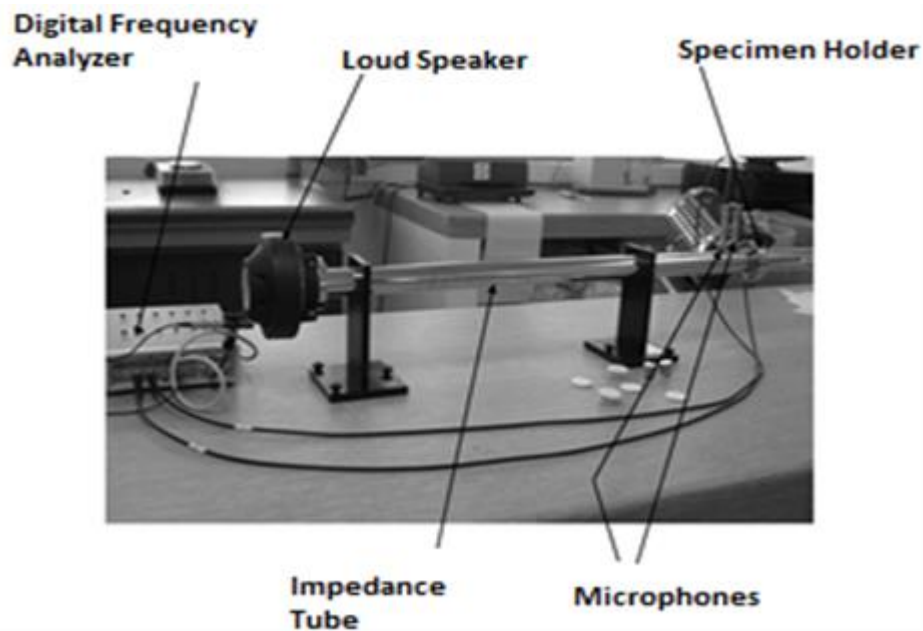 Digital Frequency
Analyzer
Loud Speaker
Specimen Holder
Impedance
Tube
Microphones